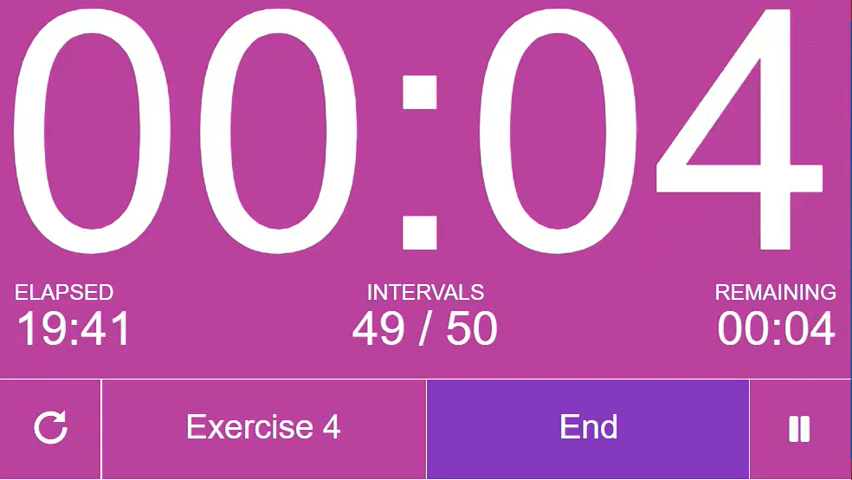 00:04
ELAPSED INTERVALS REMAINING
19:41 49 / 50 00:04
Exercise 4 End